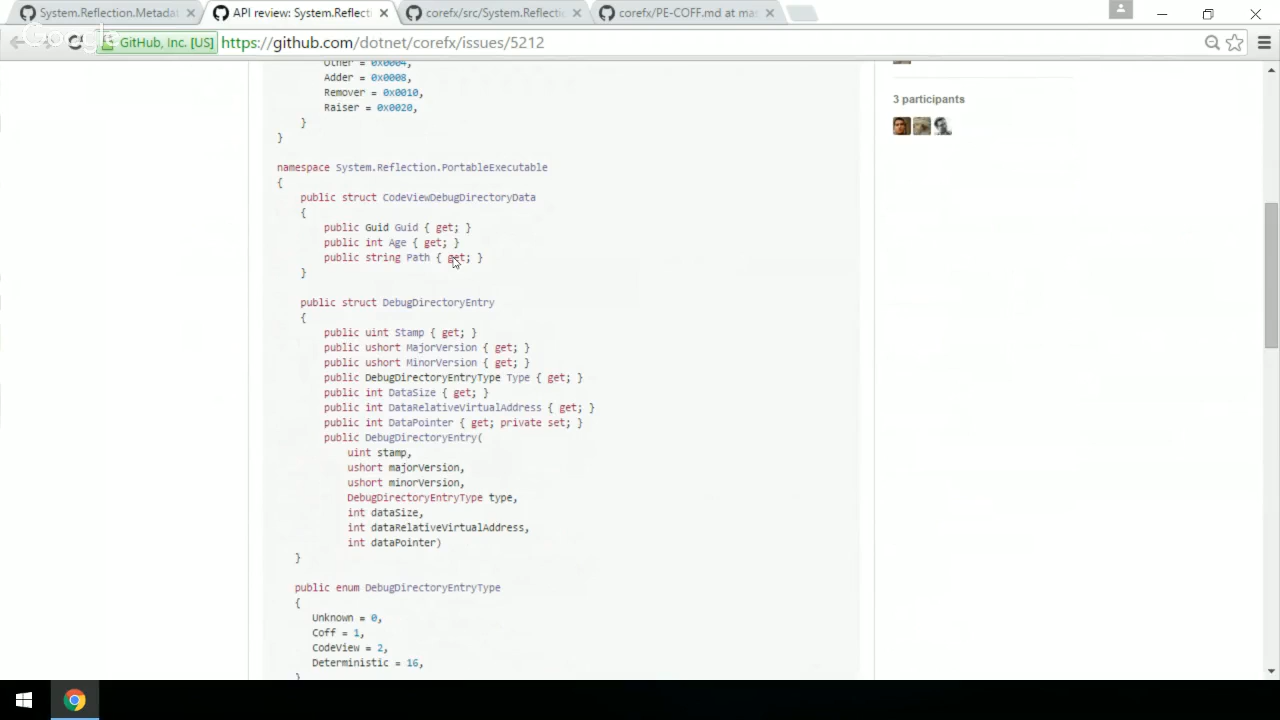 System.Reflection.Metadat
API review: System.Reflecti
corefx/src/System.Reflectio
corefx/PE-COFF.md at mas
Google
GitHub, Inc. [US]
https://github.com/dotnet/corefx/issues/5212
Other = 0x0004,
Adder = 0x0008,
Remover = 0x0010,
Raiser = 0x0020,
}
}
3 participants
namespace System.Reflection.PortableExecutable
{
public struct CodeViewDebugDirectoryData
{
public Guid Guid { get; }
public int Age { get; }
public string Path { get; }
}
public struct DebugDirectoryEntry
{
public uint Stamp { get; }
public ushort MajorVersion { get; }
public ushort MinorVersion { get; }
public DebugDirectoryEntryType Type { get; }
public int DataSize { get; }
public int DataRelativeVirtualAddress { get; }
public int DataPointer { get; private set; }
public DebugDirectoryEntry(
uint stamp,
ushort majorVersion,
ushort minorVersion,
DebugDirectoryEntryType type,
int dataSize,
int dataRelativeVirtualAddress,
int dataPointer)
}
public enum DebugDirectoryEntryType
{
Unknown = 0,
Coff = 1,
CodeView = 2,
Deterministic = 16,
}